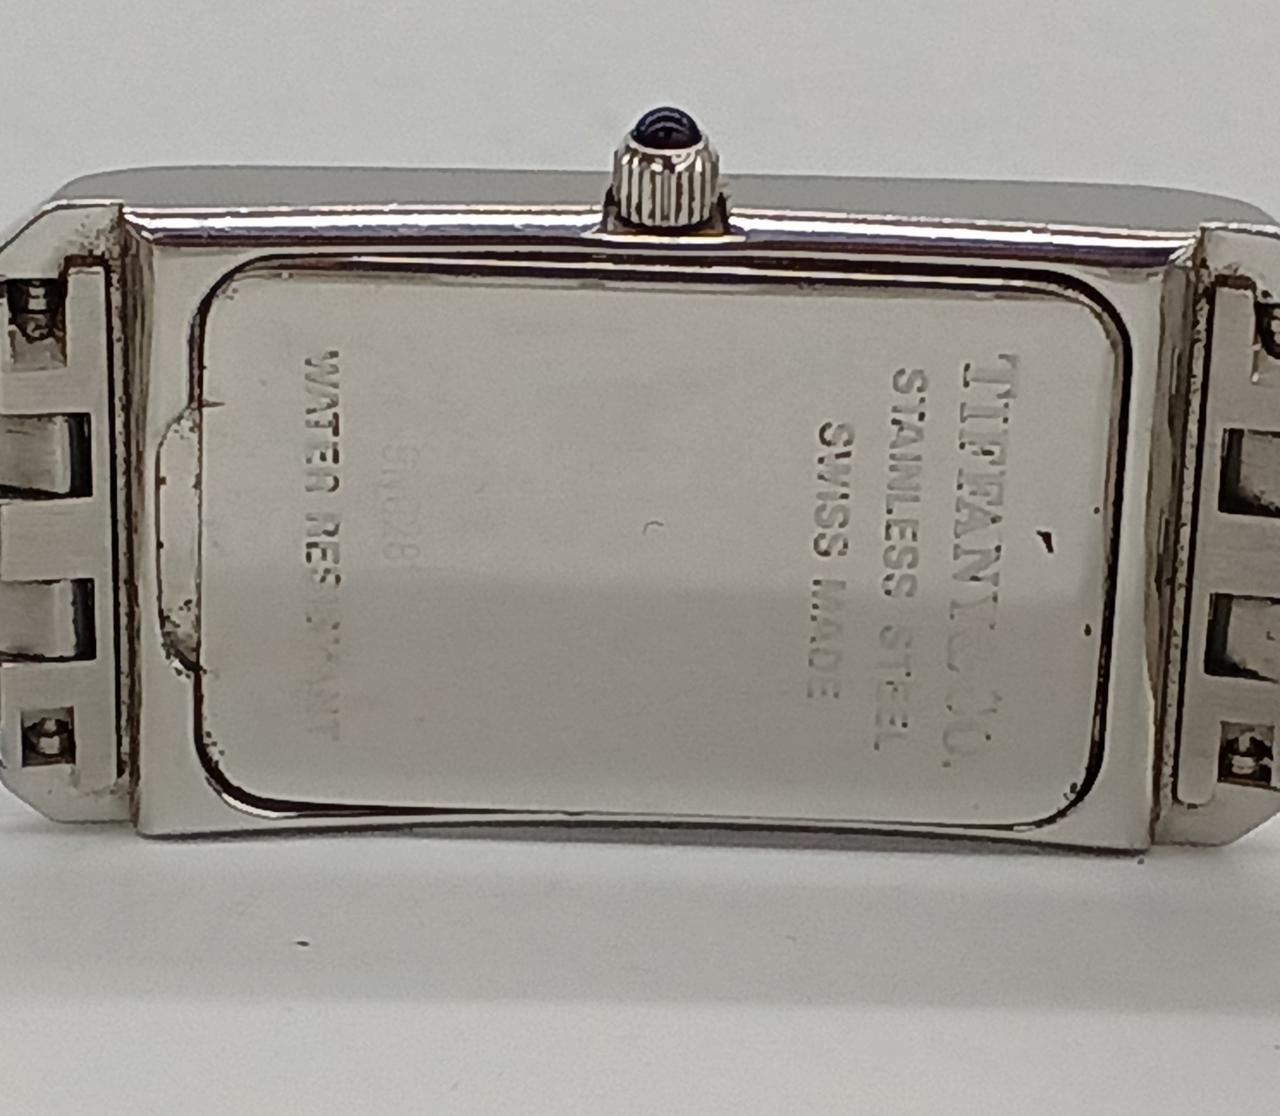 TIFFANY & CO.
STAINLESS STEEL
SWISS MADE
WATER RESISTANT